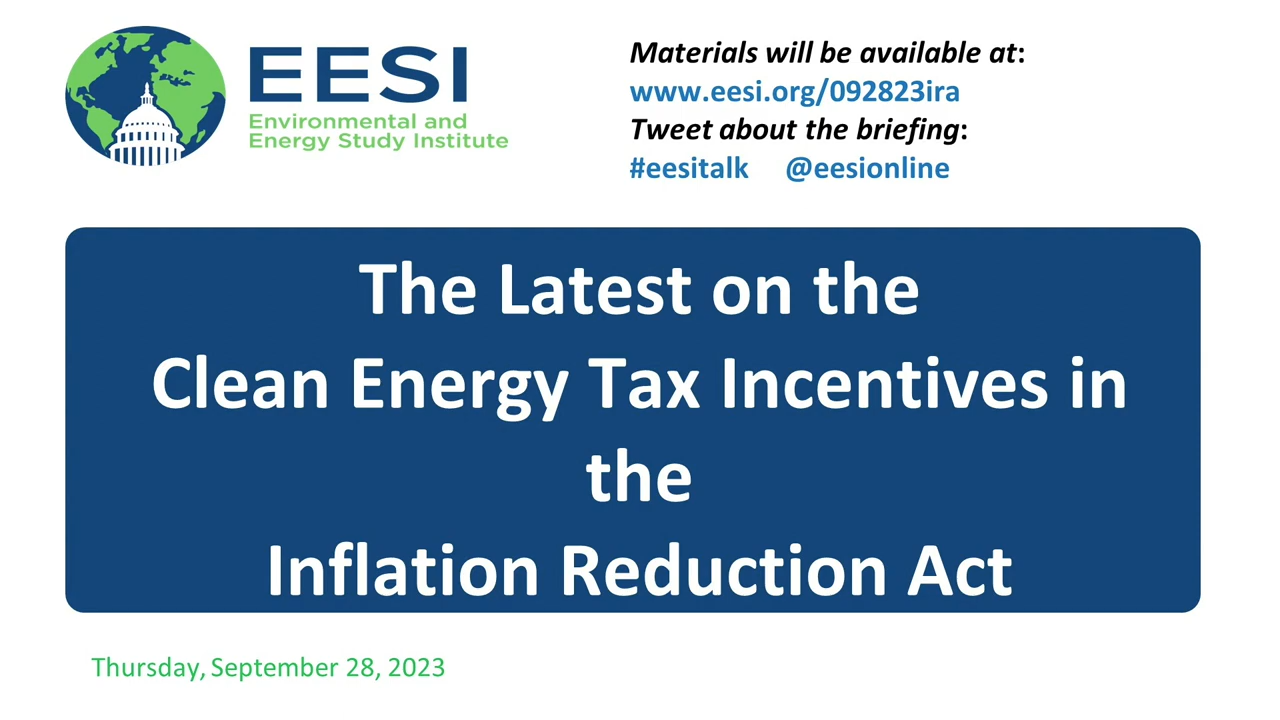 EESI
Environmental and
Energy Study Institute
Materials will be available at:
www.eesi.org/092823ira
Tweet about the briefing:
#eesitalk @eesionline
The Latest on the
Clean Energy Tax Incentives in
the
Inflation Reduction Act
Thursday, September 28, 2023